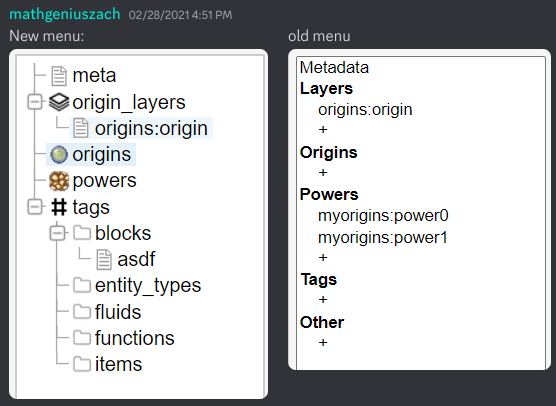 mathgeniuszach 02/28/2021 4:51 PM
New menu:
meta
origin_layers
origins:origin
origins
powers
tags
blocks
asdf
entity_types
fluids
functions
items
old menu
Metadata
Layers
origins:origin
+
Origins
+
Powers
myorigins:power0
myorigins:power1
+
Tags
+
Other
+